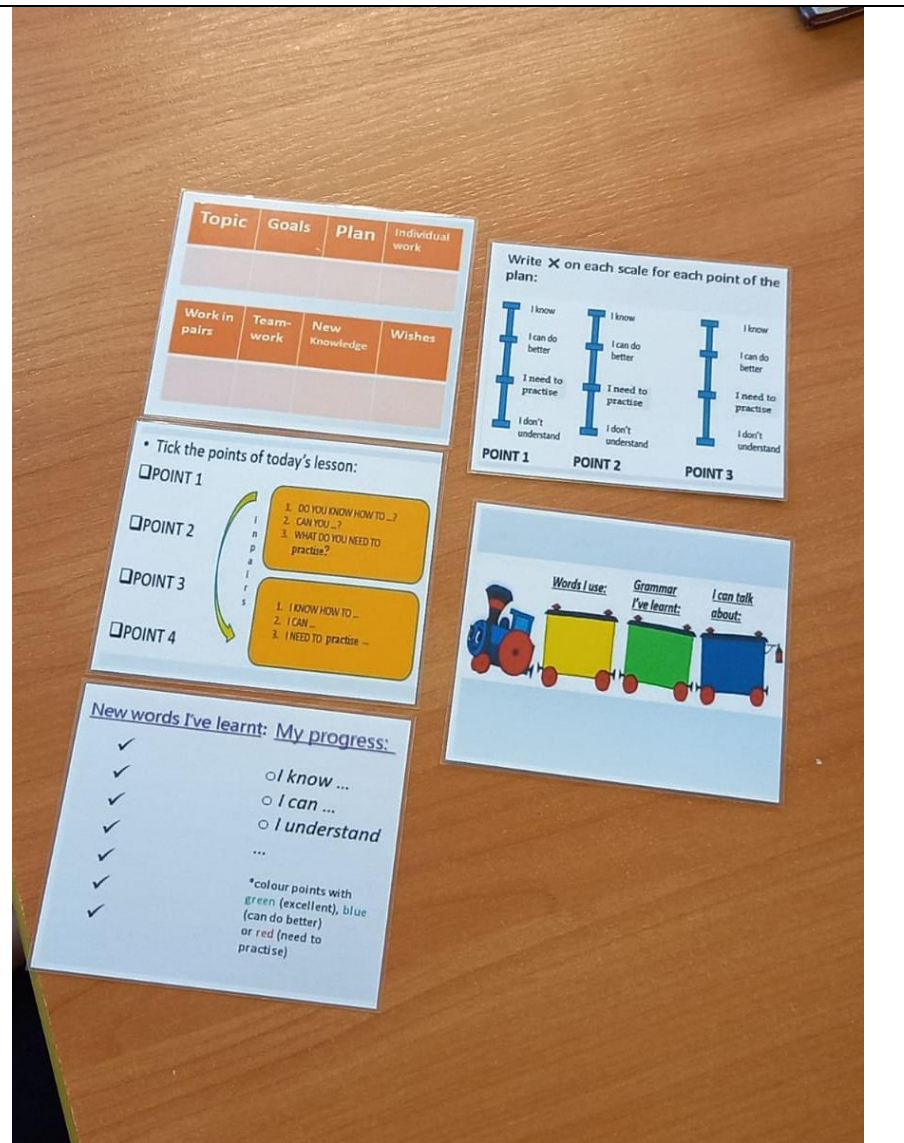 Topic Goals Plan Individual work
Work in pairs Team-work New Knowledge Wishes
Write X on each scale for each point of the
plan:
I know
I can do
better
I need to
practise
I don't
understand
POINT 1
I know
I can do
better
I need to
practise
I don't
understand
POINT 2
I know
I can do
better
I need to
practise
I don't
understand
POINT 3
• Tick the points of today's lesson:
❑POINT 1
❑POINT 2
❑POINT 3
❑POINT 4
in pairs
1. DO YOU KNOW HOW TO ...?
2. CAN YOU ...?
3. WHAT DO YOU NEED TO
practise?
1. I KNOW HOW TO ...
2. I CAN ...
3. I NEED TO practise ...
Words I use:
Grammar
I've learnt:
I can talk
about:
New words I've learnt: My progress:
✓
✓
✓
✓
✓
✓
✓
○I know ...
○ I can ...
○ I understand
...
*colour points with
green (excellent), blue
(can do better)
or red (need to
practise)